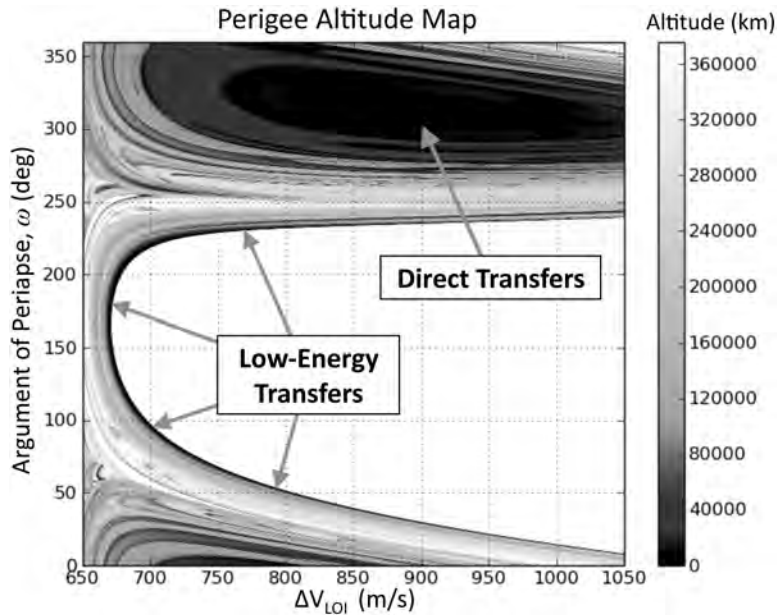 Perigee Altitude Map
Altitude (km)
Argument of Periapse, ω (deg)
350
300
250
200
150
100
50
0
Direct Transfers
Low-Energy
Transfers
360000
320000
280000
240000
200000
160000
120000
80000
40000
0
650 700 750 800 850 900 950 1000 1050
ΔV_LOI (m/s)